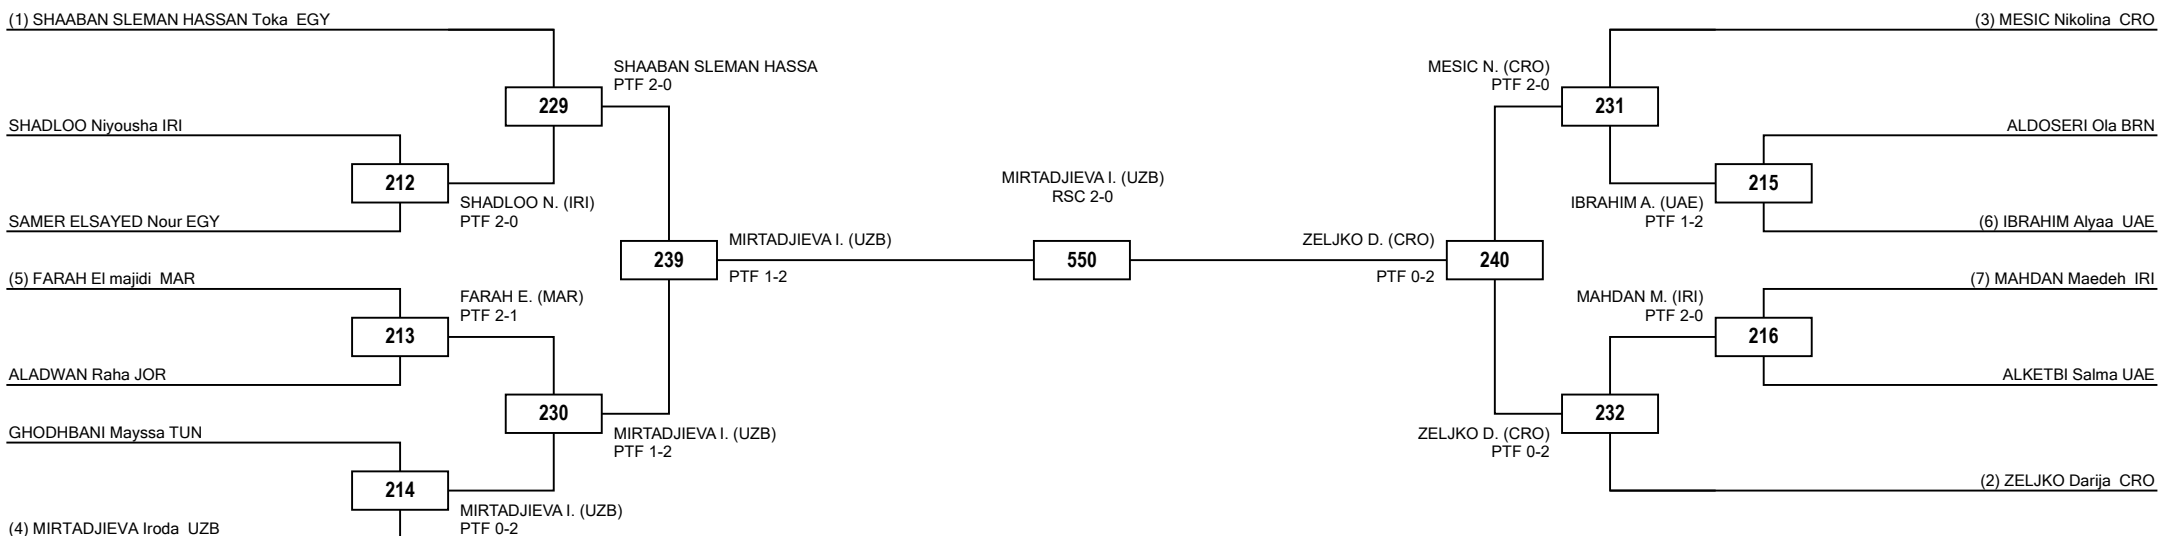 (1) SHAABAN SLEMAN HASSAN Toka EGY
(3) MESIC Nikolina CRO
SHAABAN SLEMAN HASSA
PTF 2-0
MESIC N. (CRO)
PTF 2-0
229
231
SHADLOO Niyousha IRI
ALDOSERI Ola BRN
212
215
MIRTADJIEVA I. (UZB)
RSC 2-0
SHADLOO N. (IRI)
PTF 2-0
IBRAHIM A. (UAE)
PTF 1-2
SAMER ELSAYED Nour EGY
(6) IBRAHIM Alyaa UAE
239
MIRTADJIEVA I. (UZB)
PTF 1-2
550
ZELJKO D. (CRO)
PTF 0-2
240
(5) FARAH El majidi MAR
(7) MAHDAN Maedeh IRI
FARAH E. (MAR)
PTF 2-1
MAHDAN M. (IRI)
PTF 2-0
213
216
ALADWAN Raha JOR
ALKETBI Salma UAE
230
232
GHODHBANI Mayssa TUN
MIRTADJIEVA I. (UZB)
PTF 1-2
ZELJKO D. (CRO)
PTF 0-2
214
(2) ZELJKO Darija CRO
MIRTADJIEVA I. (UZB)
PTF 0-2
(4) MIRTADJIEVA Iroda UZB